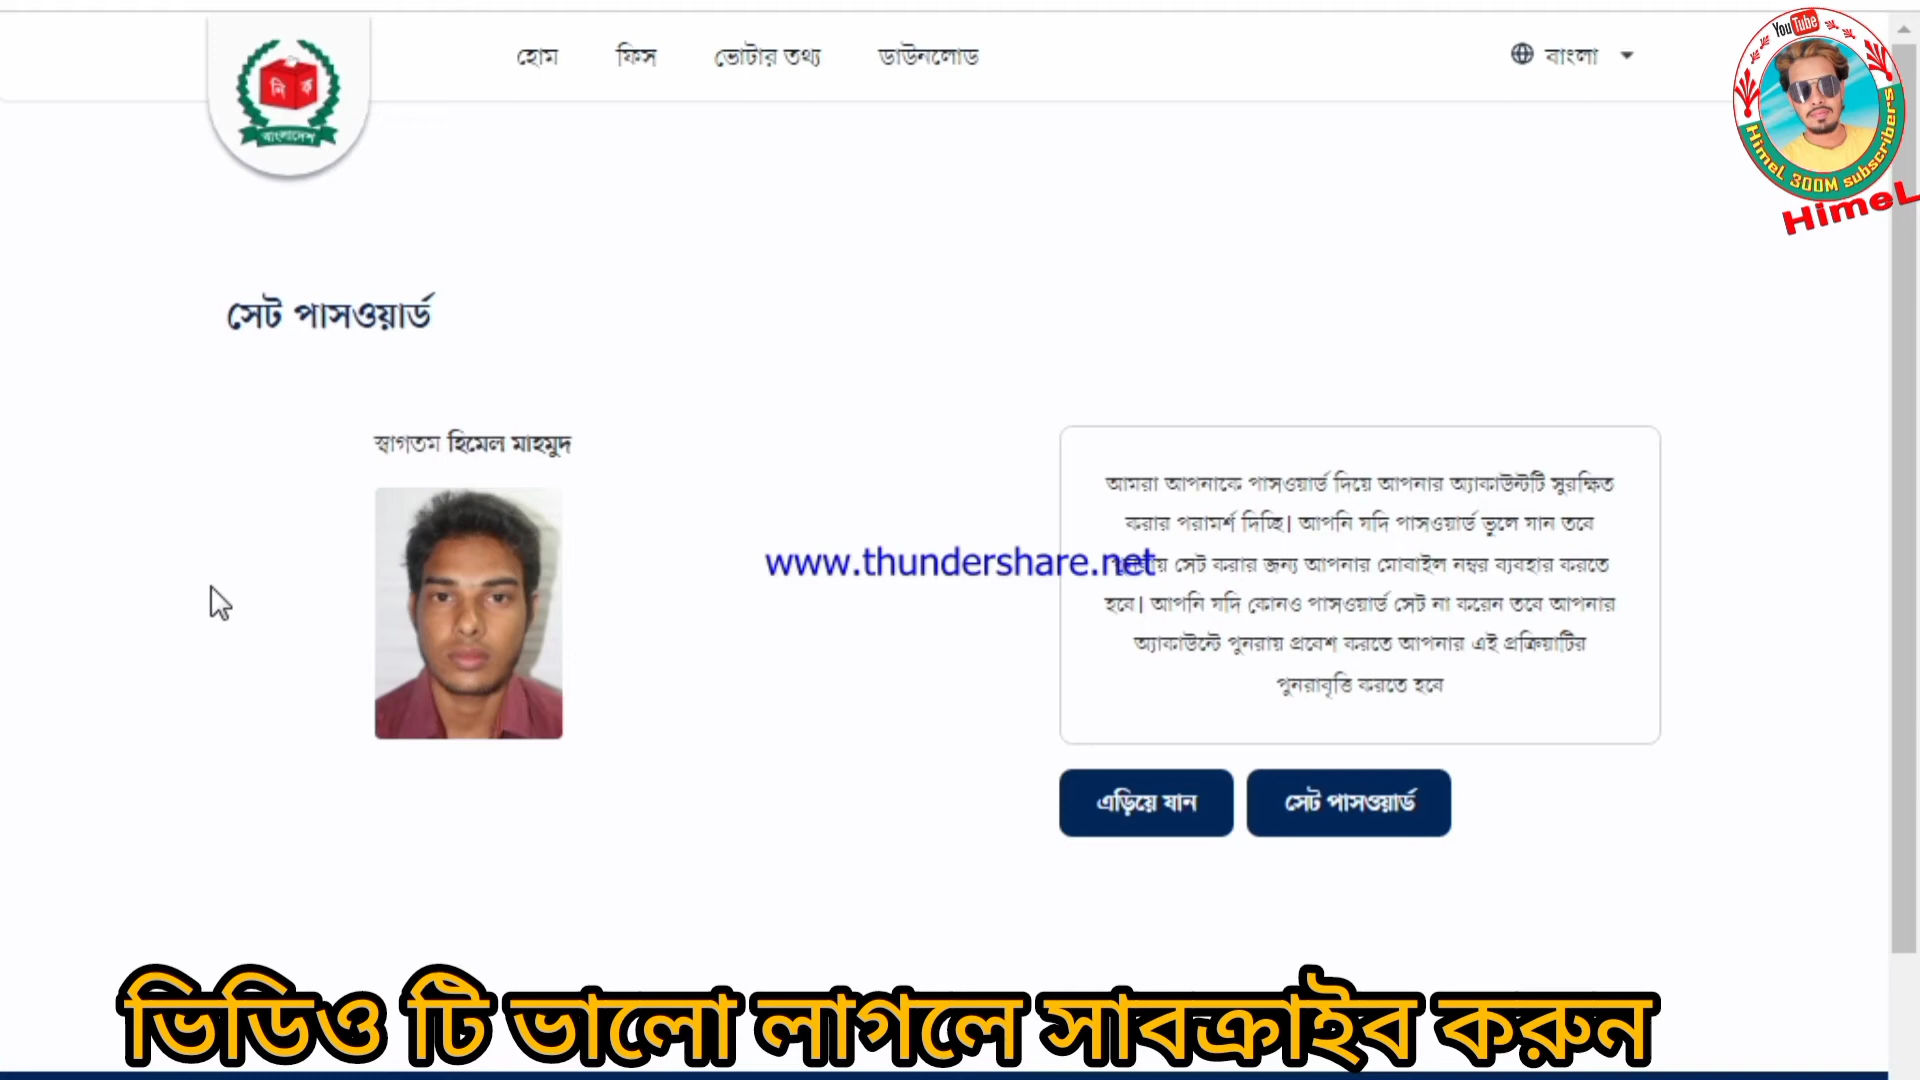 হোম ফিস ভোটার তথ্য ডাউনলোড বাংলা
You Tube
HimeL 300M subscribers
HimeL
নি ক
বাংলাদেশ
সেট পাসওয়ার্ড
স্বাগতম হিমেল মাহমুদ
আমরা আপনাকে পাসওয়ার্ড দিয়ে আপনার অ্যাকাউন্টটি সুরক্ষিত
করার পরামর্শ দিচ্ছি। আপনি যদি পাসওয়ার্ড ভুলে যান তবে
www.thundershare.net
সেট করার জন্য আপনার মোবাইল নম্বর ব্যবহার করতে
হবে। আপনি যদি কোনও পাসওয়ার্ড সেট না করেন তবে আপনার
অ্যাকাউন্টে পুনরায় প্রবেশ করতে আপনার এই প্রক্রিয়াটির
পুনরাবৃত্তি করতে হবে
এড়িয়ে যান সেট পাসওয়ার্ড
ভিডিও টি ভালো লাগলে সাবক্রাইব করুন